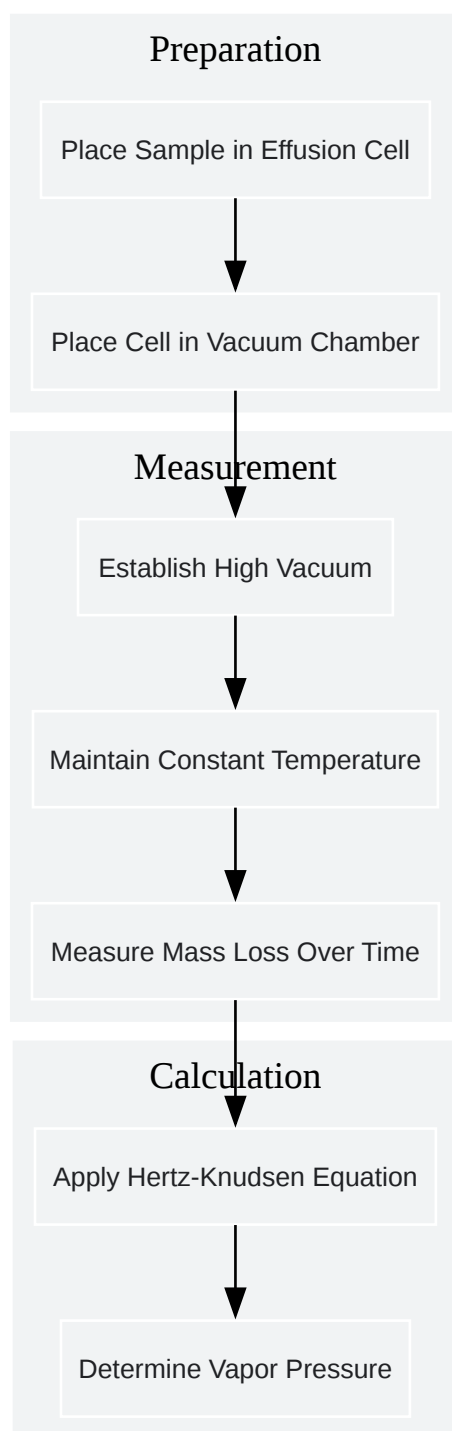 Preparation
Place Sample in Effusion Cell
Place Cell in Vacuum Chamber
Measurement
Establish High Vacuum
Maintain Constant Temperature
Measure Mass Loss Over Time
Calculation
Apply Hertz-Knudsen Equation
Determine Vapor Pressure